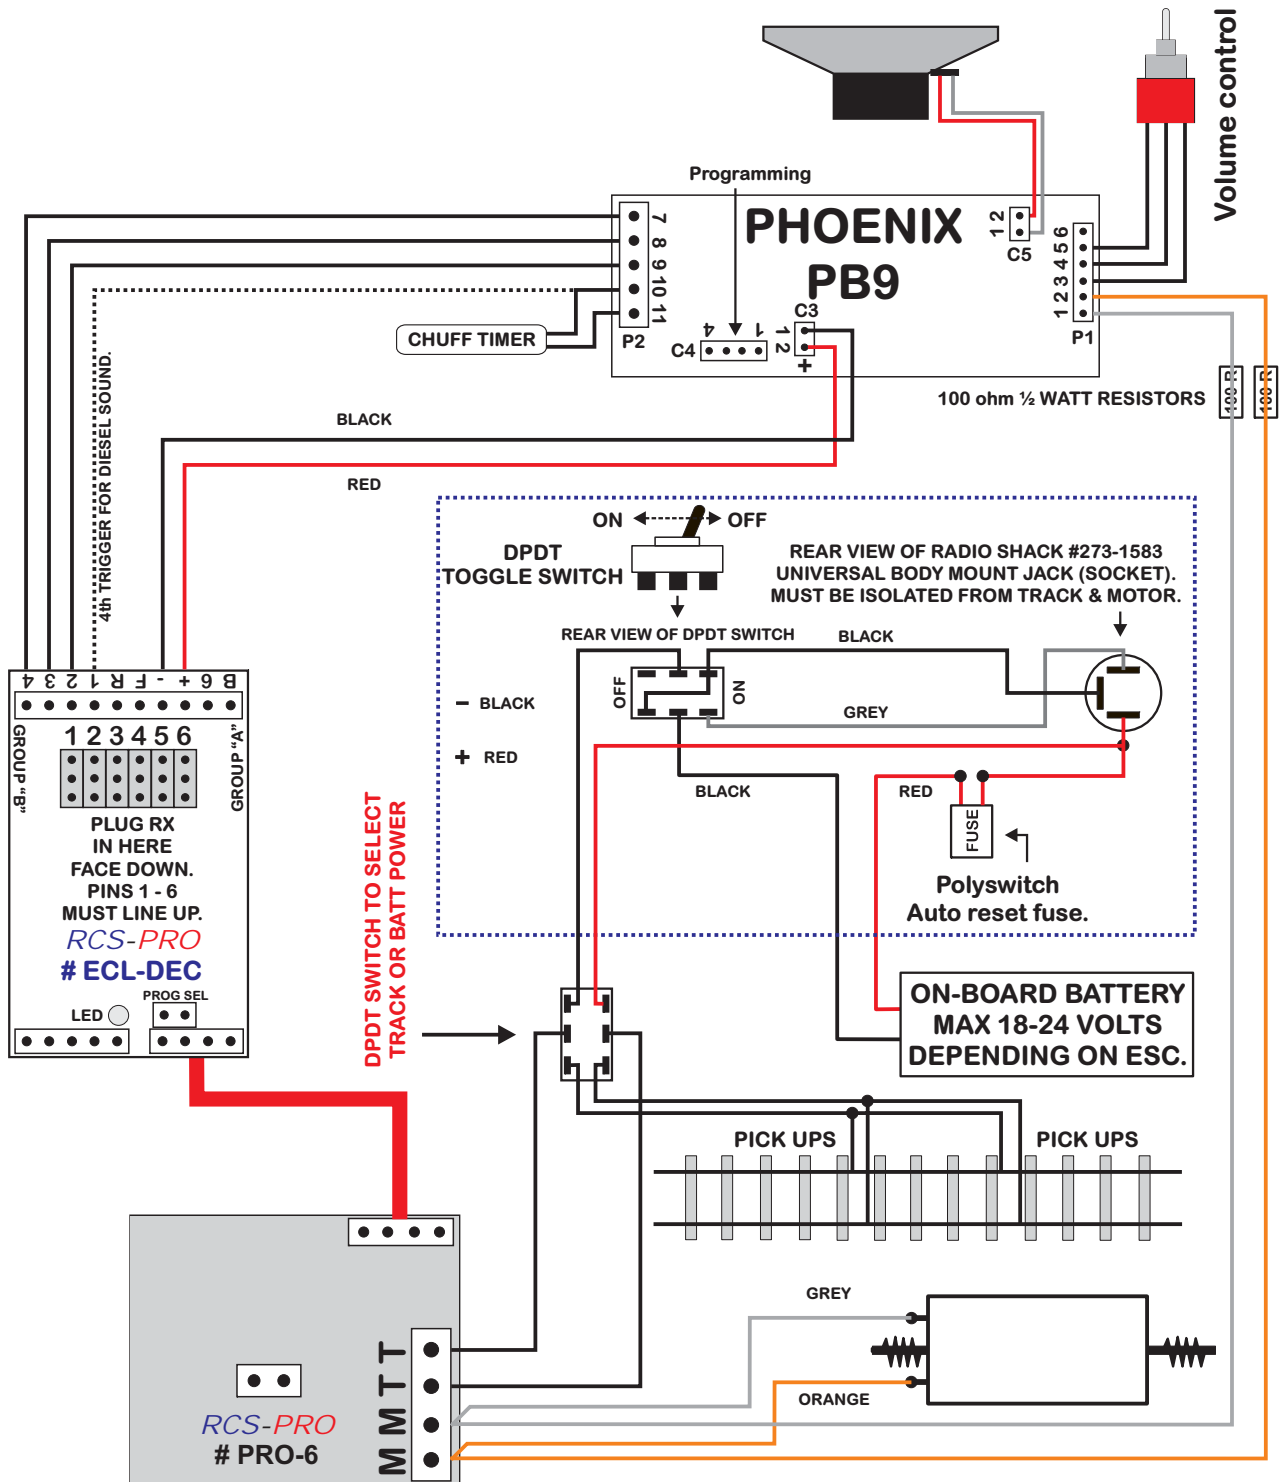 Volume control
Programming
PHOENIX
PB9
7
8
9
10
11
P2
1 2
C5
6
5
4
3
2
1
P1
C3
1
2
+
4 1
C4
CHUFF TIMER
100 ohm ½ WATT RESISTORS
100 R
100 R
4th TRIGGER FOR DIESEL SOUND.
BLACK
RED
ON OFF
DPDT
TOGGLE SWITCH
REAR VIEW OF RADIO SHACK #273-1583
UNIVERSAL BODY MOUNT JACK (SOCKET).
MUST BE ISOLATED FROM TRACK & MOTOR.
REAR VIEW OF DPDT SWITCH
BLACK
OFF
ON
GREY
– BLACK
+ RED
BLACK
RED
FUSE
Polyswitch
Auto reset fuse.
4 3 2 1 R F - + 6 B
GROUP "B"
GROUP "A"
1 2 3 4 5 6
PLUG RX
IN HERE
FACE DOWN.
PINS 1 - 6
MUST LINE UP.
RCS-PRO
# ECL-DEC
PROG SEL
LED
DPDT SWITCH TO SELECT
TRACK OR BATT POWER
ON-BOARD BATTERY
MAX 18-24 VOLTS
DEPENDING ON ESC.
PICK UPS
PICK UPS
GREY
ORANGE
M M T T
RCS-PRO
# PRO-6